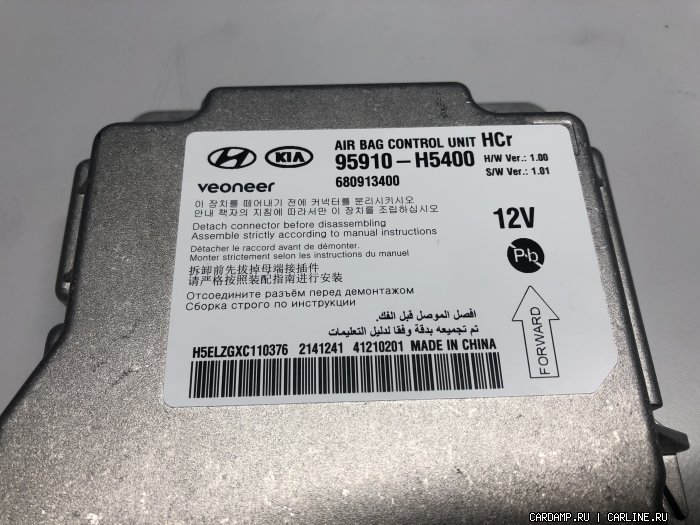 AIR BAG CONTROL UNIT HCr
KIA
95910-H5400
H/W Ver.: 1.00
S/W Ver.: 1.01
veoneer
680913400
이 장치를 떼어내기 전에 커넥터를 분리시키시오
안내 책자의 지침에 따라서만 이 장치를 조립하십시오
12V
Detach connector before disassembling
Assemble strictly according to manual instructions
Détacher le raccord avant de démonter.
Monter strictement selon les instructions du manuel
Pb
拆卸前先拔掉母端接插件
请严格按照装配指南进行安装
Отсоедините разъём перед демонтажом
Сборка строго по инструкции
افصل الموصل قبل الفك.
تم تجميعه بدقة وفقا لدليل التعليمات
FORWARD
H5ELZGXC110376 2141241 41210201 MADE IN CHINA
CARDAMP.RU | CARLINE.RU